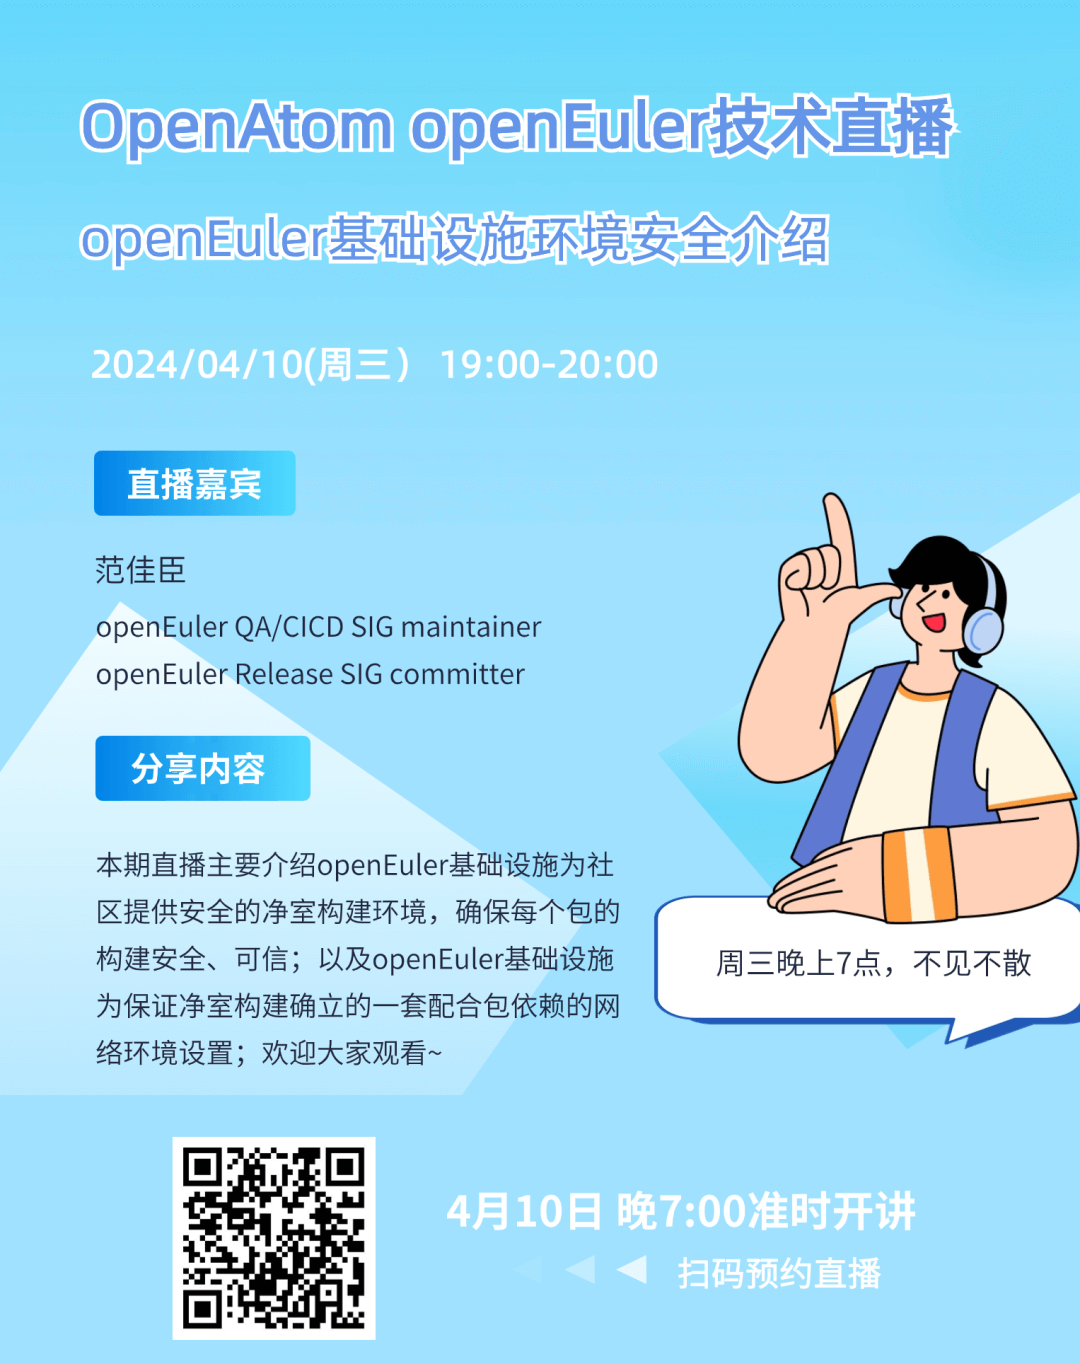 OpenAtom openEuler技术直播
openEuler基础设施环境安全介绍
2024/04/10(周三） 19:00-20:00
直播嘉宾
范佳臣
openEuler QA/CICD SIG maintainer
openEuler Release SIG committer
分享内容
本期直播主要介绍openEuler基础设施为社
区提供安全的净室构建环境，确保每个包的
构建安全、可信；以及openEuler基础设施
为保证净室构建确立的一套配合包依赖的网
络环境设置；欢迎大家观看~
周三晚上7点，不见不散
4月10日 晚7:00准时开讲
扫码预约直播